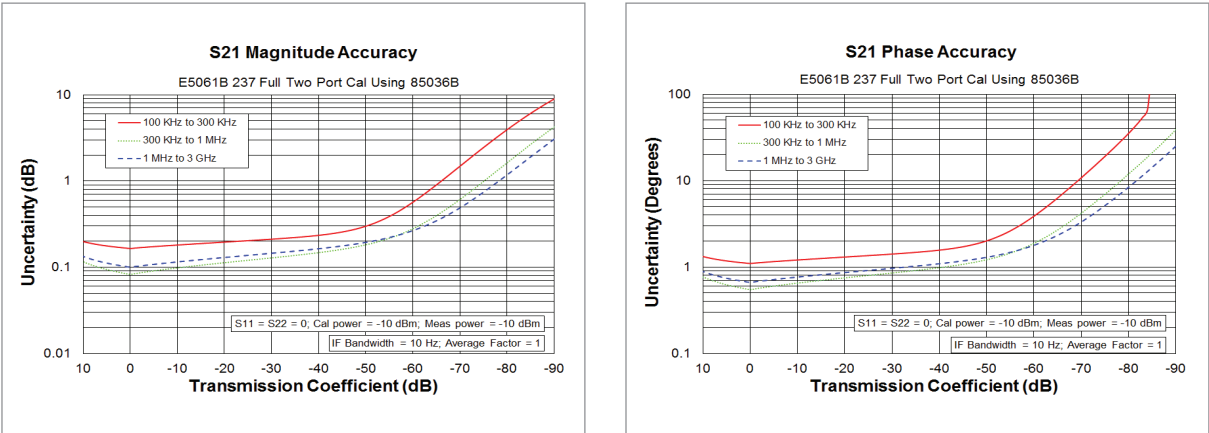 S21 Magnitude Accuracy
E5061B 237 Full Two Port Cal Using 85036B
Uncertainty (dB)
10
1
0.1
0.01
100 KHz to 300 KHz
300 KHz to 1 MHz
1 MHz to 3 GHz
S11 = S22 = 0; Cal power = -10 dBm; Meas power = -10 dBm
IF Bandwidth = 10 Hz; Average Factor = 1
10 0 -10 -20 -30 -40 -50 -60 -70 -80 -90
Transmission Coefficient (dB)
S21 Phase Accuracy
E5061B 237 Full Two Port Cal Using 85036B
Uncertainty (Degrees)
100
10
1
0.1
100 KHz to 300 KHz
300 KHz to 1 MHz
1 MHz to 3 GHz
S11 = S22 = 0; Cal power = -10 dBm; Meas power = -10 dBm
IF Bandwidth = 10 Hz; Average Factor = 1
10 0 -10 -20 -30 -40 -50 -60 -70 -80 -90
Transmission Coefficient (dB)